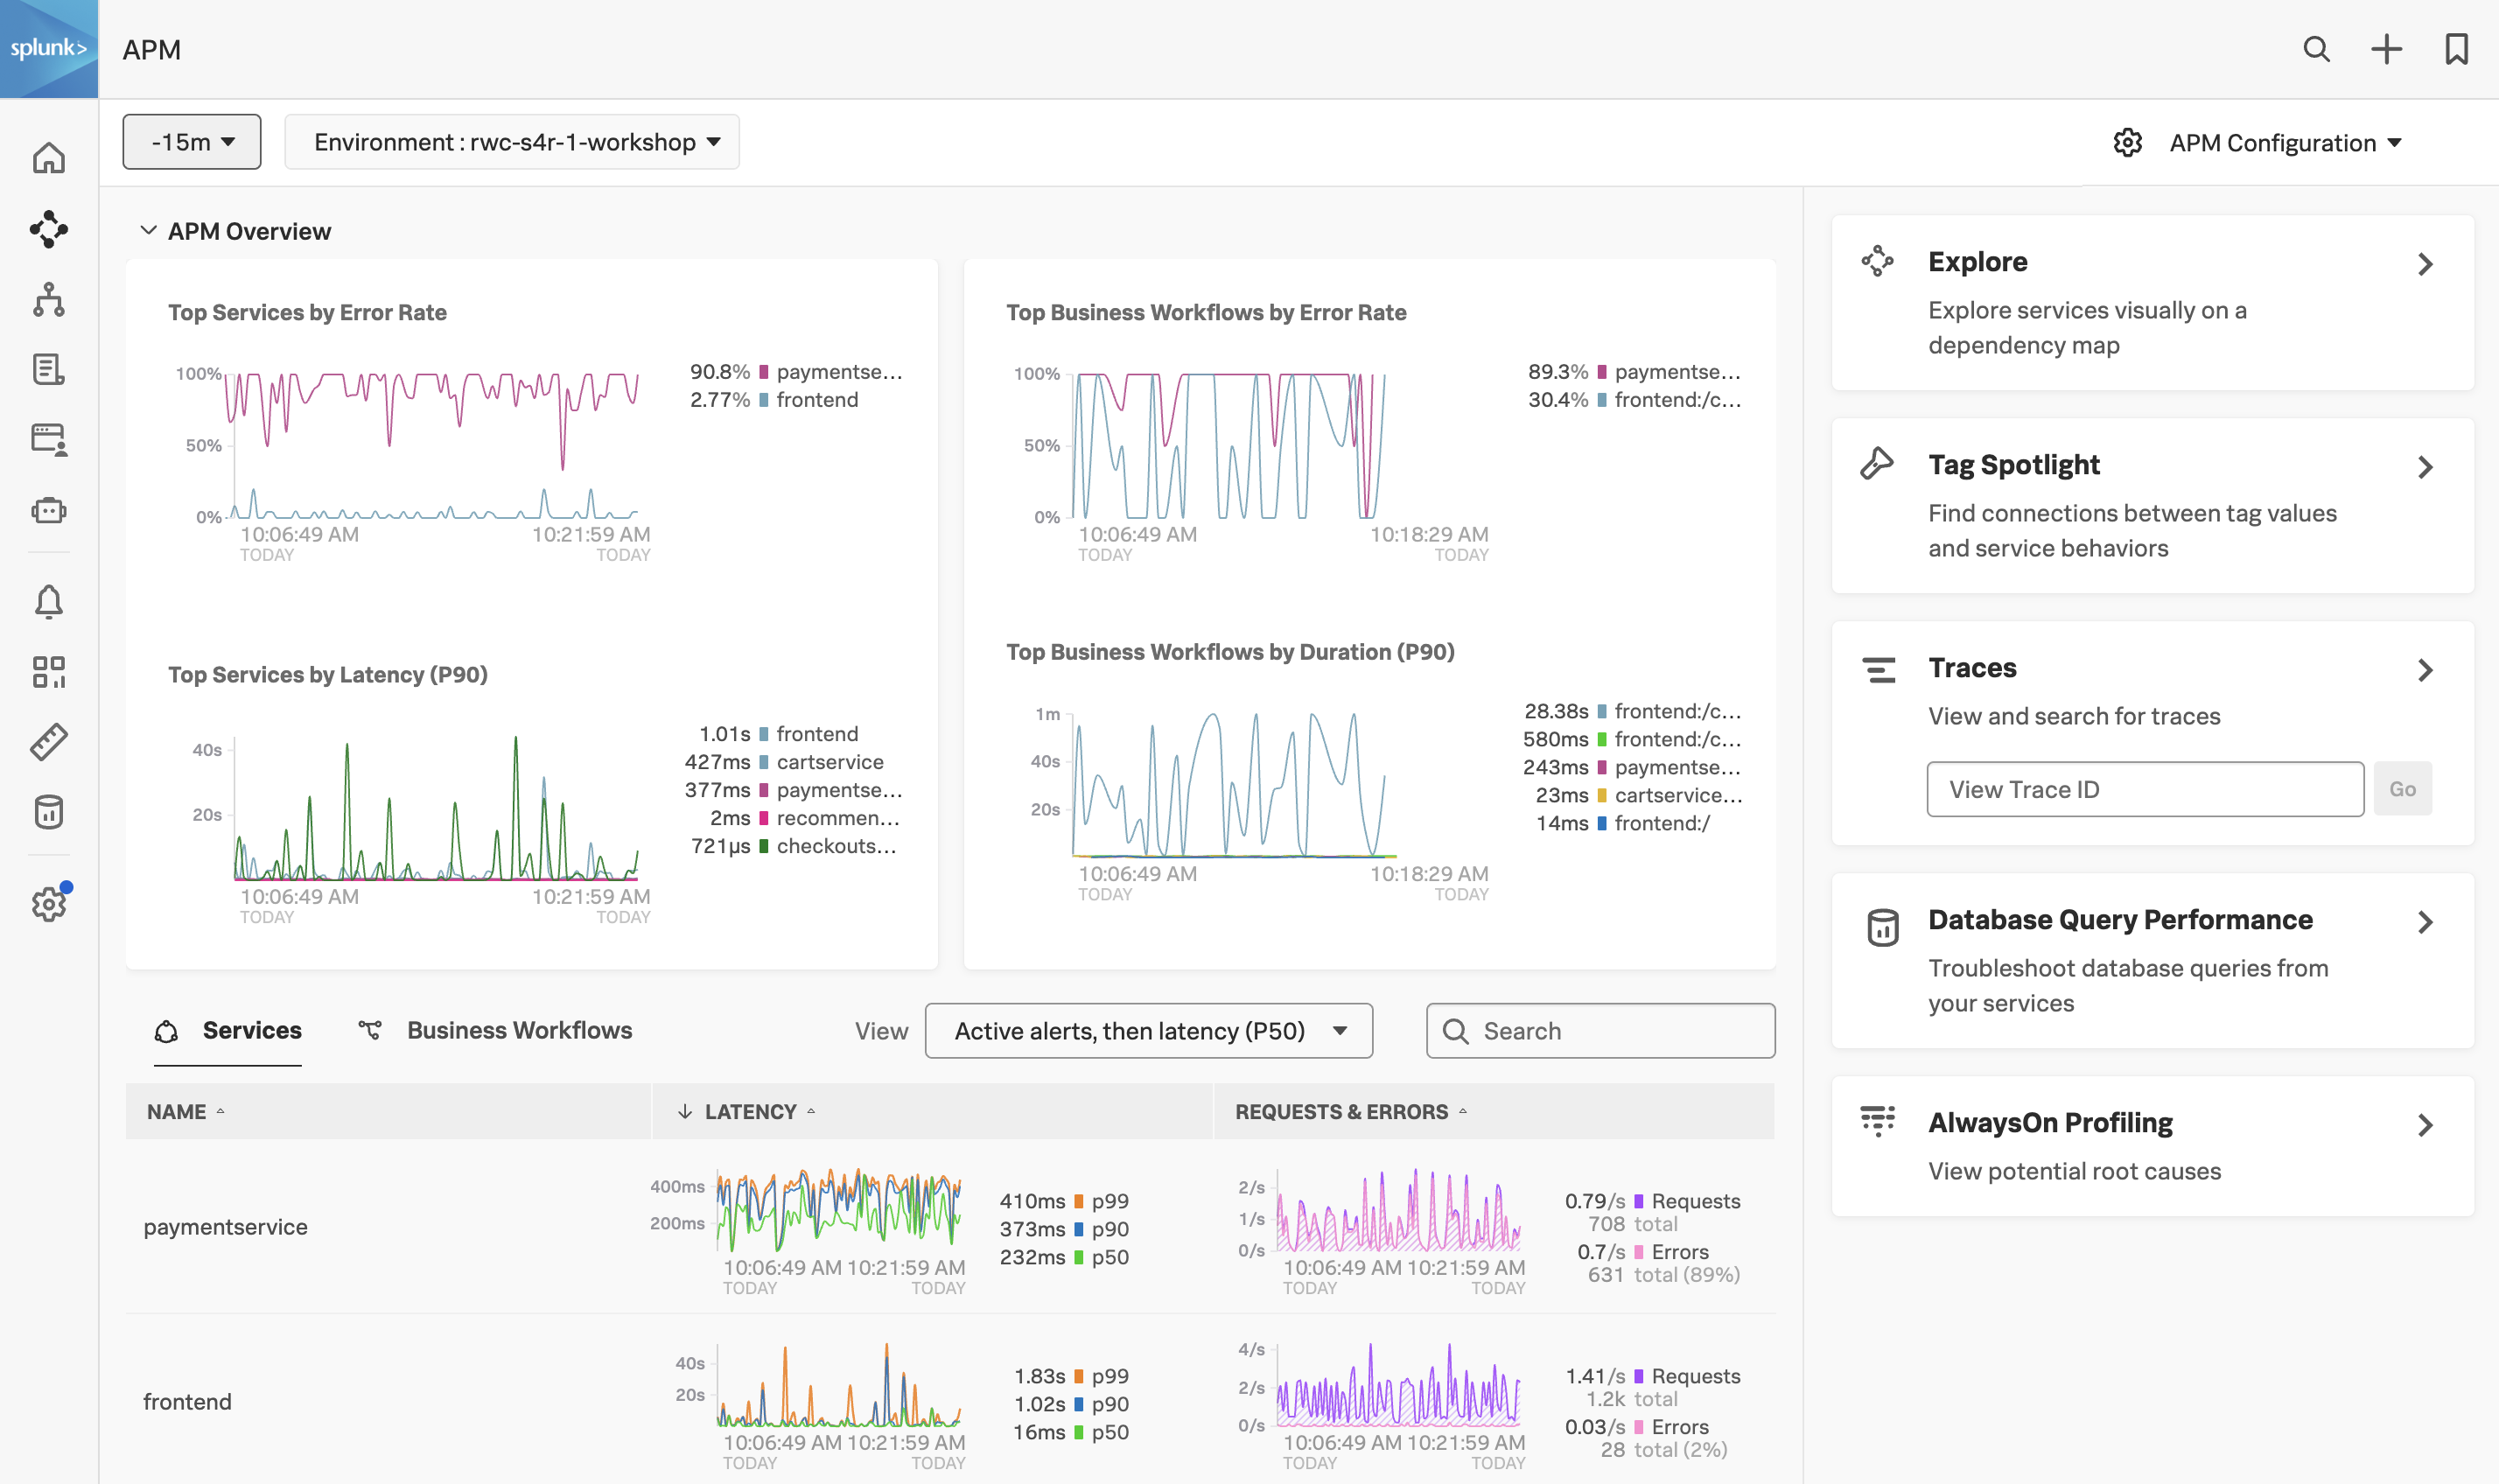 splunk>
APM
-15m
Environment : rwc-s4r-1-workshop
APM Configuration
APM Overview
Top Services by Error Rate
100%
50%
0%
10:06:49 AM
TODAY
10:21:59 AM
TODAY
90.8% paymentse...
2.77% frontend
Top Services by Latency (P90)
40s
20s
10:06:49 AM
TODAY
10:21:59 AM
TODAY
1.01s frontend
427ms cartservice
377ms paymentse...
2ms recommen...
721µs checkouts...
Top Business Workflows by Error Rate
100%
50%
0%
10:06:49 AM
TODAY
10:18:29 AM
TODAY
89.3% paymentse...
30.4% frontend:/c...
Top Business Workflows by Duration (P90)
1m
40s
20s
10:06:49 AM
TODAY
10:18:29 AM
TODAY
28.38s frontend:/c...
580ms frontend:/c...
243ms paymentse...
23ms cartservice...
14ms frontend:/
Services
Business Workflows
View
Active alerts, then latency (P50)
Search
NAME
LATENCY
REQUESTS & ERRORS
paymentservice
400ms
200ms
10:06:49 AM 10:21:59 AM
TODAY TODAY
410ms p99
373ms p90
232ms p50
2/s
1/s
0/s
10:06:49 AM 10:21:59 AM
TODAY TODAY
0.79/s Requests
708 total
0.7/s Errors
631 total (89%)
frontend
40s
20s
10:06:49 AM 10:21:59 AM
TODAY TODAY
1.83s p99
1.02s p90
16ms p50
4/s
2/s
0/s
10:06:49 AM 10:21:59 AM
TODAY TODAY
1.41/s Requests
1.2k total
0.03/s Errors
28 total (2%)
Explore
Explore services visually on a
dependency map
Tag Spotlight
Find connections between tag values
and service behaviors
Traces
View and search for traces
View Trace ID
Go
Database Query Performance
Troubleshoot database queries from
your services
AlwaysOn Profiling
View potential root causes